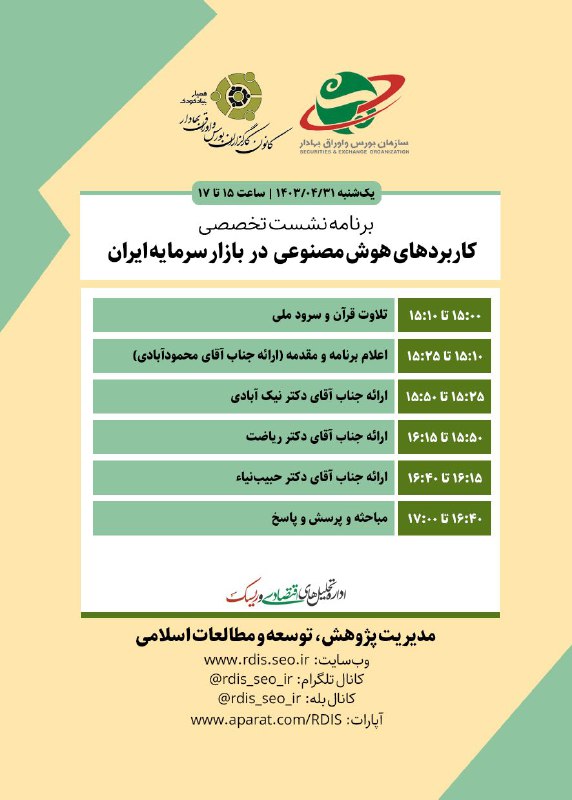 همیار
بنیاد کودک
کانون کارگزاران بورس و اوراق بهادار
سازمان بورس و اوراق بهادار
SECURITIES & EXCHANGE ORGANIZATION
یک‌شنبه ۱۴۰۳/۰۴/۳۱ | ساعت ۱۵ تا ۱۷
برنامه نشست تخصصی
کاربردهای هوش مصنوعی در بازار سرمایه ایران
۱۵:۰۰ تا ۱۵:۱۰ تلاوت قرآن و سرود ملی
۱۵:۱۰ تا ۱۵:۲۵ اعلام برنامه و مقدمه (ارائه جناب آقای محمودآبادی)
۱۵:۲۵ تا ۱۵:۵۰ ارائه جناب آقای دکتر نیک آبادی
۱۵:۵۰ تا ۱۶:۱۵ ارائه جناب آقای دکتر ریاضت
۱۶:۱۵ تا ۱۶:۴۰ ارائه جناب آقای دکتر حبیب‌نیاء
۱۶:۴۰ تا ۱۷:۰۰ مباحثه و پرسش و پاسخ
اداره تحلیل‌های اقتصادی و ریسک
مدیریت پژوهش، توسعه و مطالعات اسلامی
وب‌سایت: www.rdis.seo.ir
کانال تلگرام: @rdis_seo_ir
کانال بله: @rdis_seo_ir
آپارات: www.aparat.com/RDIS